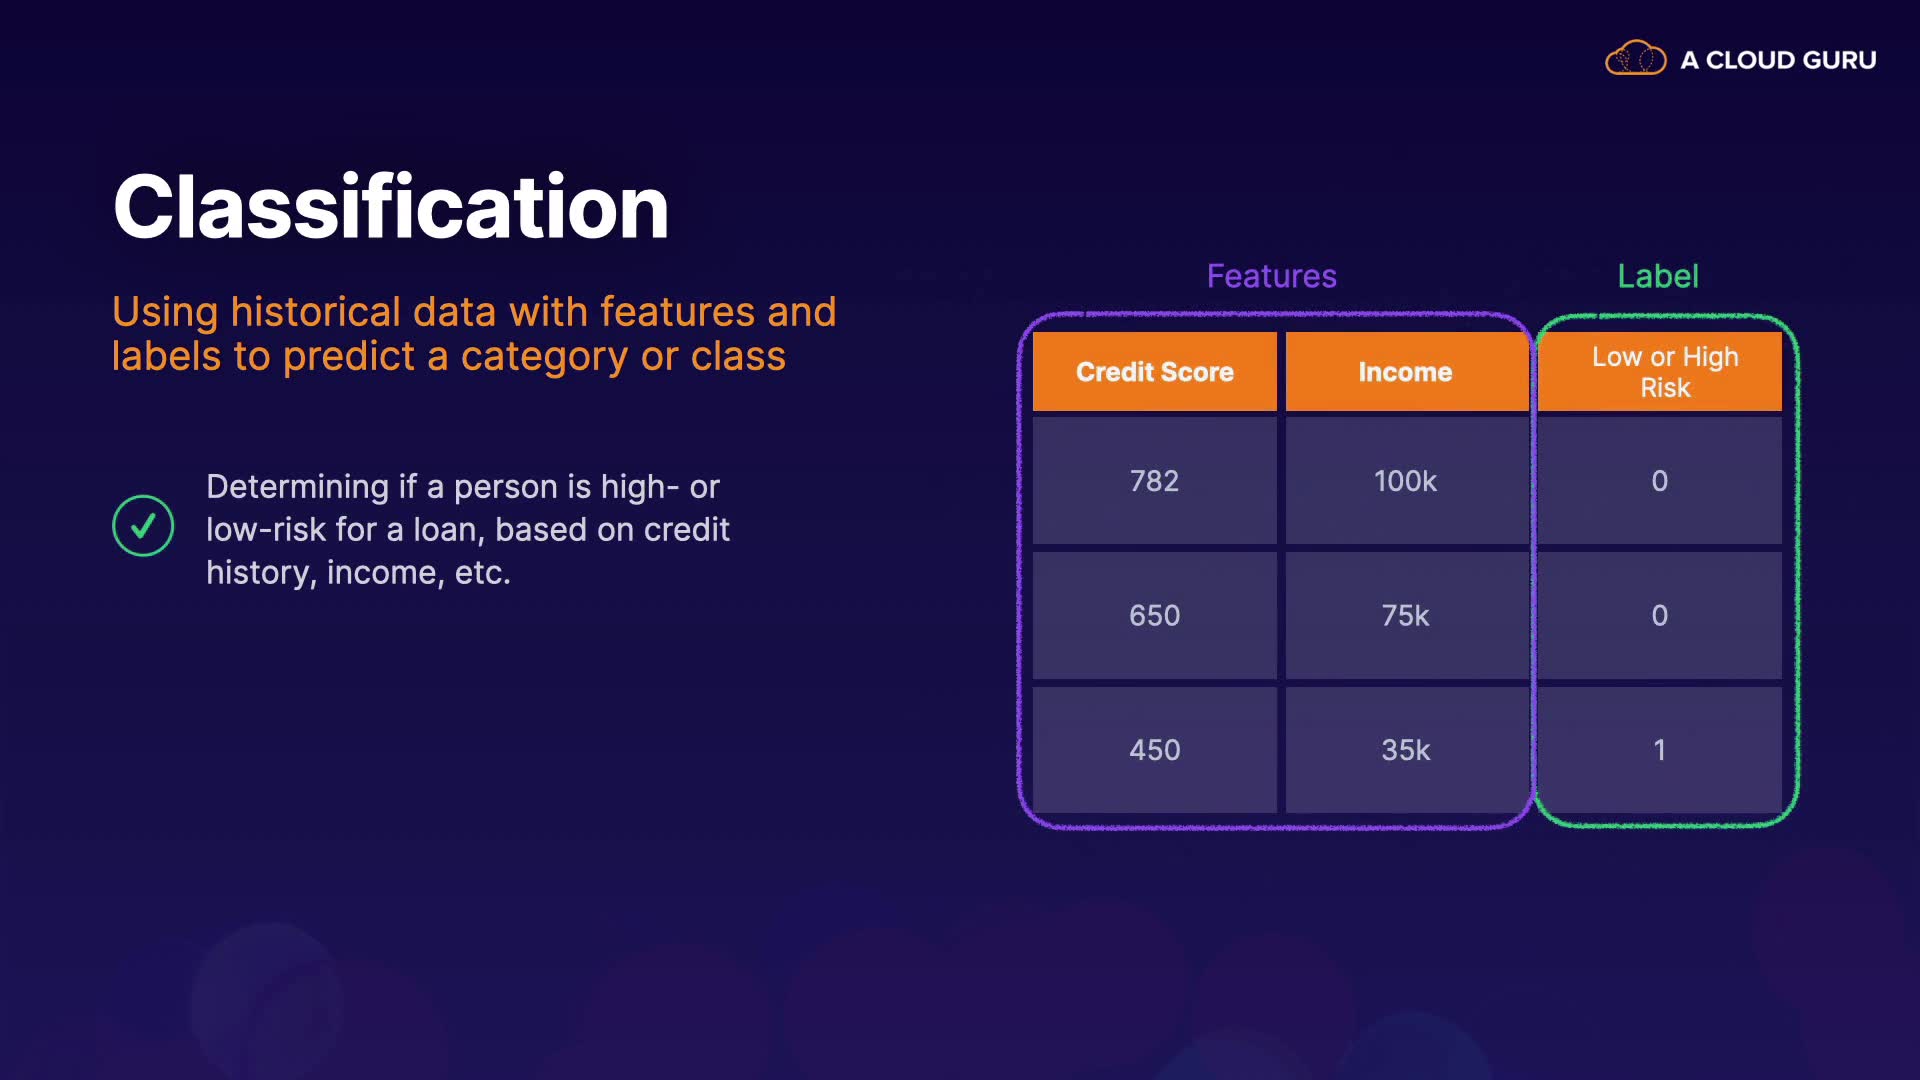 A CLOUD GURU
Classification
Using historical data with features and
labels to predict a category or class
Determining if a person is high- or
low-risk for a loan, based on credit
history, income, etc.
Features
Label
Credit Score
Income
Low or High
Risk
782
100k
0
650
75k
0
450
35k
1